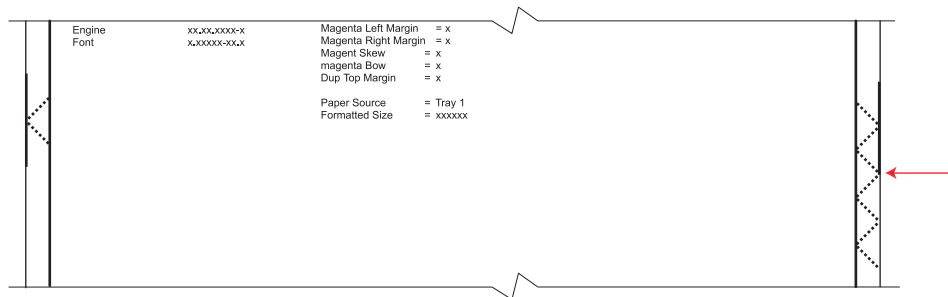 Engine xx.xx.xxxx-x
Font x.xxxxx-xx.x
Magenta Left Margin = x
Magenta Right Margin = x
Magent Skew = x
magenta Bow = x
Dup Top Margin = x
Paper Source = Tray 1
Formatted Size = xxxxxx